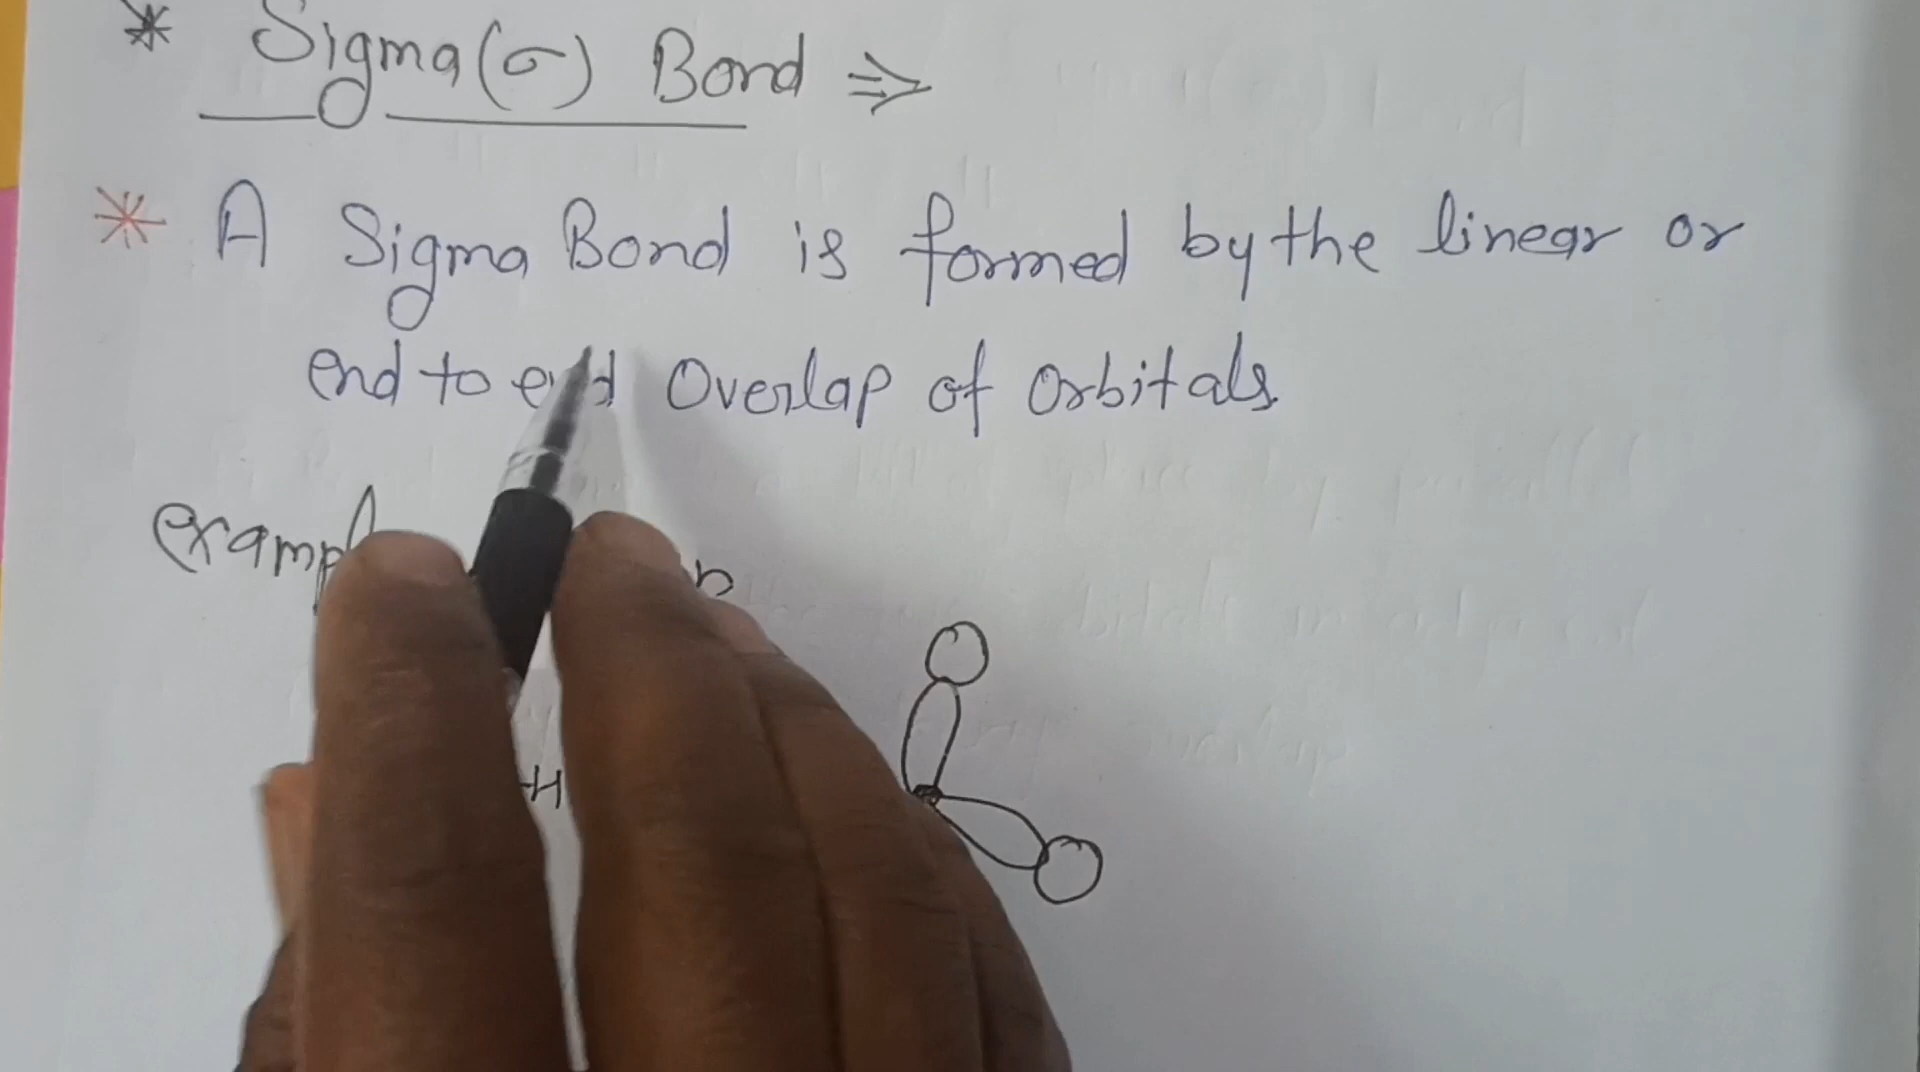 * Sigma (σ) Bond ⇒
* A Sigma Bond is formed by the linear or
end to end Overlap of Orbitals
H